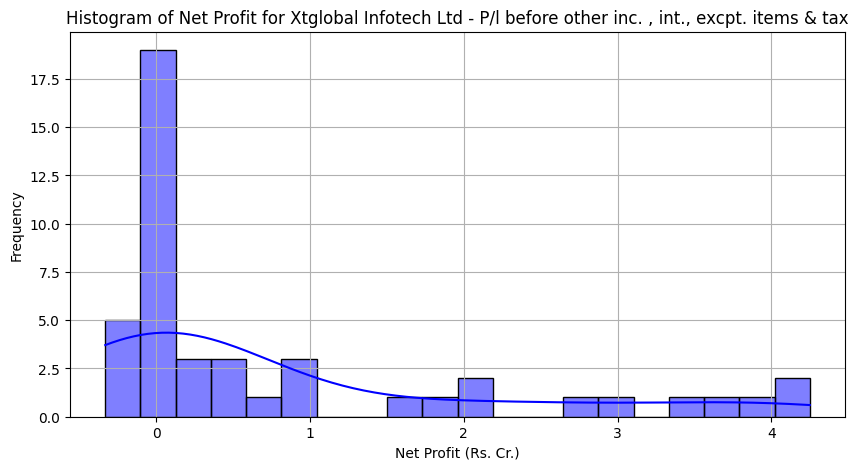 Histogram of Net Profit for Xtglobal Infotech Ltd - P/l before other inc. , int., excpt. items & tax
17.5
15.0
12.5
10.0
7.5
5.0
2.5
0.0
Frequency
0 1 2 3 4
Net Profit (Rs. Cr.)